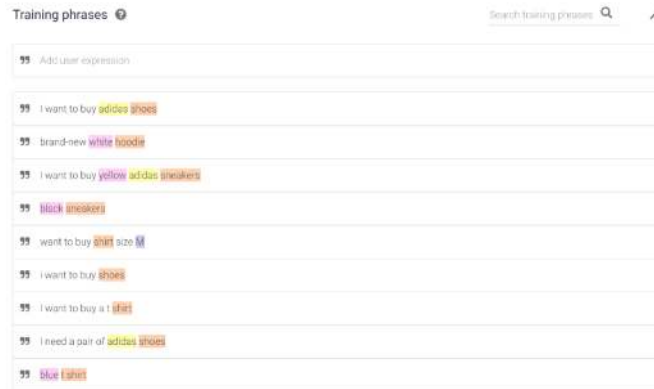 Training phrases
Search training phrases
Add user expression
I want to buy adidas shoes
brand-new white hoodie
I want to buy yellow adidas sneakers
black sneakers
want to buy shirt size M
i want to buy shoes
I want to buy a t shirt
I need a pair of adidas shoes
blue t shirt